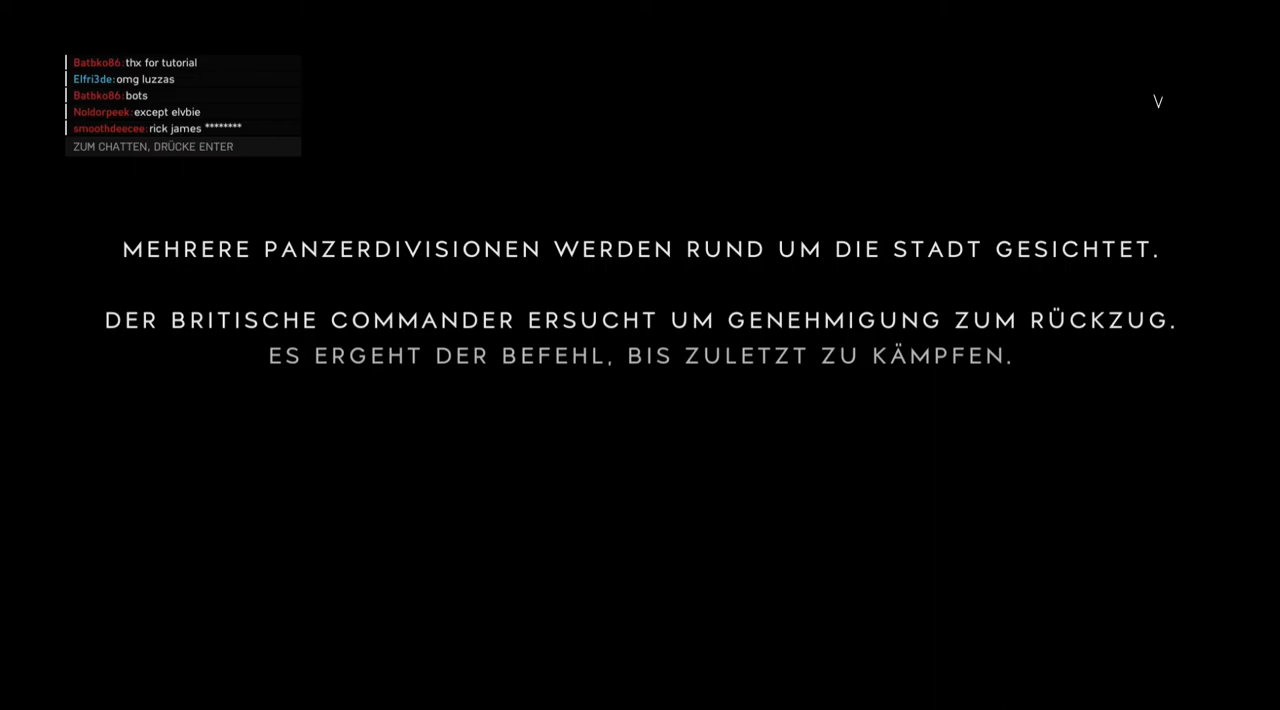 Batbko86: thx for tutorial
Elfri3de: omg luzzas
Batbko86: bots
Noldorpeek: except elvbie
smoothdeecee: rick james ********
ZUM CHATTEN, DRÜCKE ENTER
V
MEHRERE PANZERDIVISIONEN WERDEN RUND UM DIE STADT GESICHTET.
DER BRITISCHE COMMANDER ERSUCHT UM GENEHMIGUNG ZUM RÜCKZUG.
ES ERGEHT DER BEFEHL, BIS ZULETZT ZU KÄMPFEN.